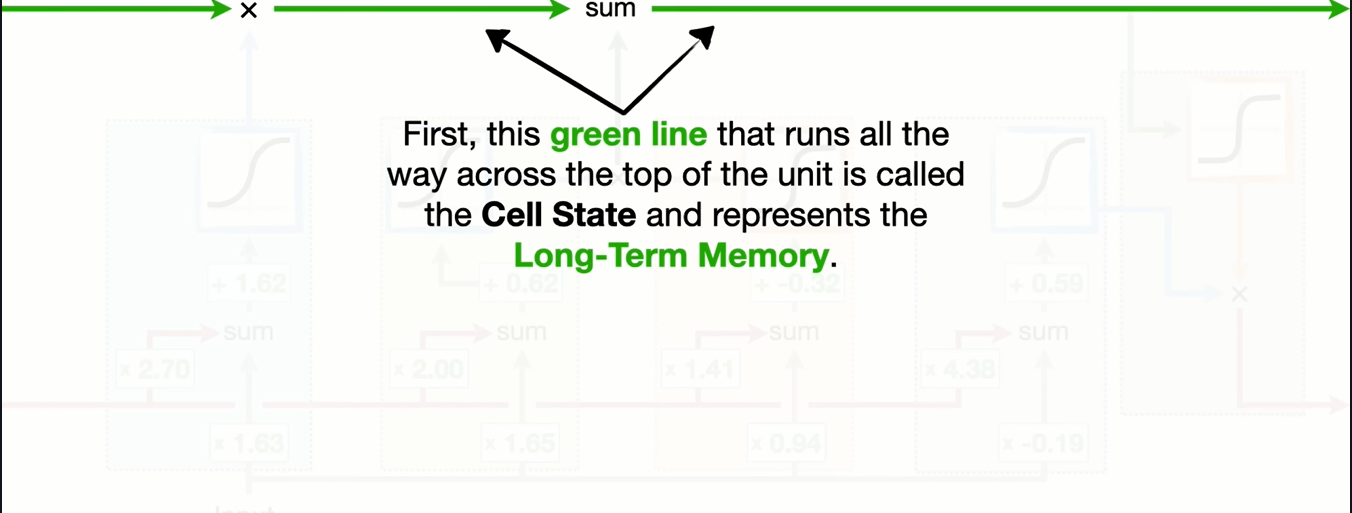 × sum
First, this green line that runs all the
way across the top of the unit is called
the Cell State and represents the
Long-Term Memory.
+ 1.62 + 0.62 + -0.32 + 0.59
×
sum sum sum sum
× 2.70 × 2.00 × 1.41 × 4.38
× 1.63 × 1.65 × 0.94 × -0.19